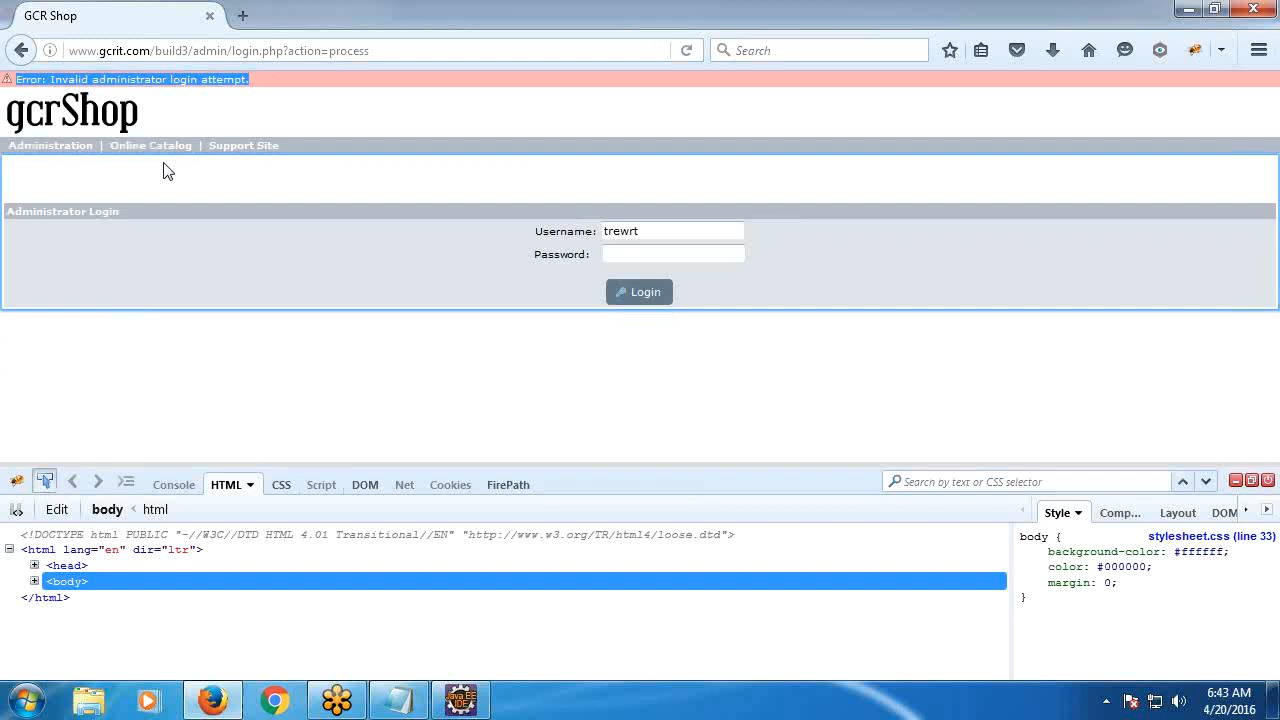 GCR Shop
www.gcrit.com/build3/admin/login.php?action=process
Search
Error: Invalid administrator login attempt.
gcrShop
Administration | Online Catalog | Support Site
Administrator Login
Username: trewrt
Password:
Login
Console HTML CSS Script DOM Net Cookies FirePath
Search by text or CSS selector
Edit body < html
Style Comp... Layout DOM
<!DOCTYPE html PUBLIC "-//W3C//DTD HTML 4.01 Transitional//EN" "http://www.w3.org/TR/html4/loose.dtd">
<html lang="en" dir="ltr">
<head>
<body>
</html>
body { stylesheet.css (line 33)
background-color: #ffffff;
color: #000000;
margin: 0;
}
Java EE
IDE
6:43 AM
4/20/2016